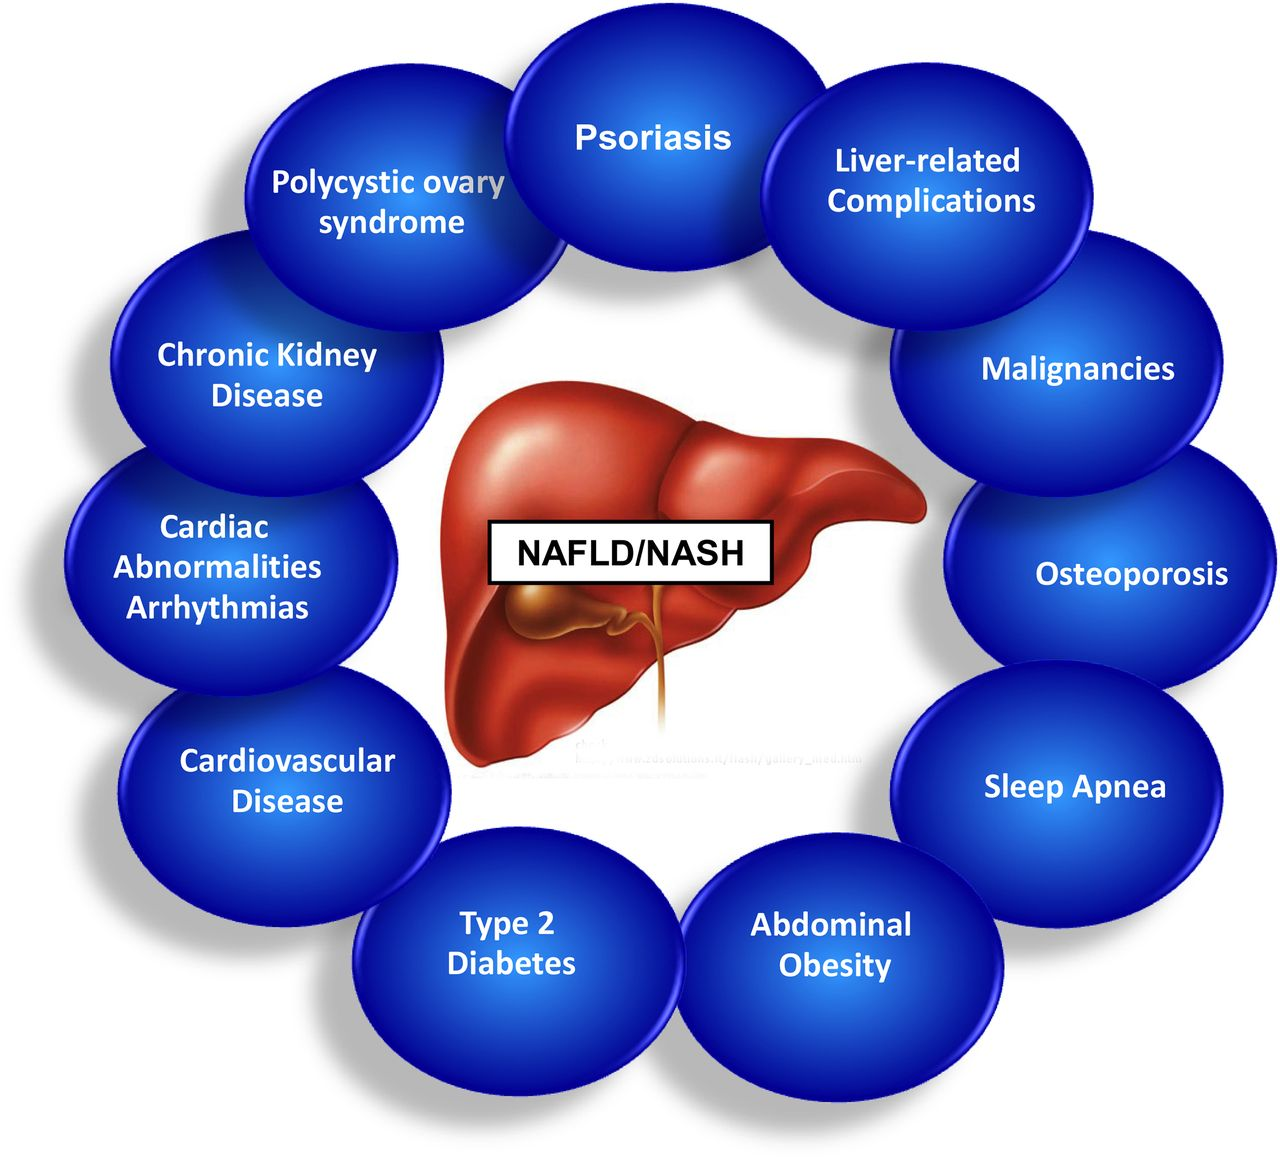 Psoriasis
Liver-related
Complications
Malignancies
Osteoporosis
Sleep Apnea
Abdominal
Obesity
Type 2
Diabetes
Cardiovascular
Disease
Cardiac
Abnormalities
Arrhythmias
Chronic Kidney
Disease
Polycystic ovary
syndrome
NAFLD/NASH